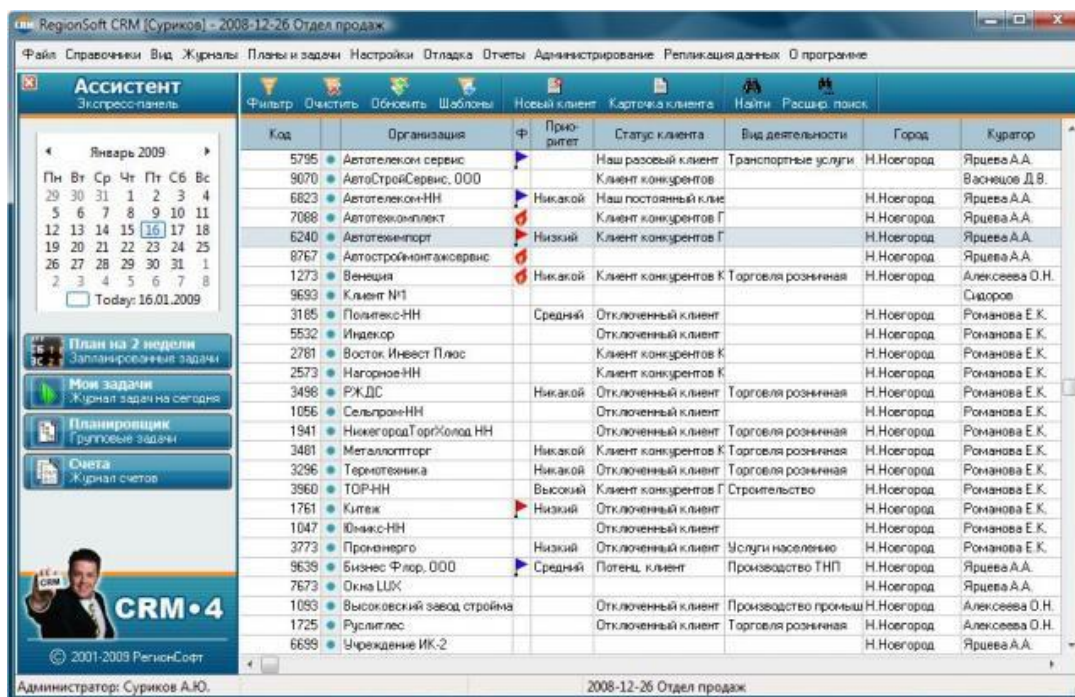 RegionSoft CRM [Суриков] - 2008-12-26 Отдел продаж
Файл Справочники Вид Журналы Планы и задачи Настройки Отладка Отчеты Администрирование Репликация данных О программе
Ассистент
Экспресс-панель
Фильтр Очистить Обновить Шаблоны Новый клиент Карточка клиента Найти Расшир. поиск
Январь 2009
Пн Вт Ср Чт Пт Сб Вс
29 30 31 1 2 3 4
5 6 7 8 9 10 11
12 13 14 15 16 17 18
19 20 21 22 23 24 25
26 27 28 29 30 31 1
2 3 4 5 6 7 8
Today: 16.01.2009
План на 2 недели
Запланированные задачи
Мои задачи
Журнал задач на сегодня
Планировщик
Групповые задачи
Счета
Журнал счетов
CRM
CRM•4
© 2001-2009 РегионСофт
Код Организация Ф Приоритет Статус клиента Вид деятельности Город Куратор
5795 Автотелеком сервис Наш разовый клиент Транспортные услуги Н.Новгород Ярцева А.А.
9070 АвтоСтройСервис, ООО Клиент конкурентов Васнецов Д.В.
6823 Автотелеком-НН Никакой Наш постоянный клие Н.Новгород Ярцева А.А.
7088 Автотехкомплект Клиент конкурентов Г Н.Новгород Ярцева А.А.
6240 Автотехимпорт Низкий Клиент конкурентов Г Н.Новгород Ярцева А.А.
8767 Автостроймонтажсервис Н.Новгород Ярцева А.А.
1273 Венеция Никакой Клиент конкурентов К Торговля розничная Н.Новгород Алексеева О.Н.
9693 Клиент №1 Сидоров
3185 Политекс-НН Средний Отключенный клиент Н.Новгород Романова Е.К.
5532 Индекор Отключенный клиент Н.Новгород Романова Е.К.
2781 Восток Инвест Плюс Клиент конкурентов К Н.Новгород Романова Е.К.
2573 Нагорное-НН Клиент конкурентов К Н.Новгород Романова Е.К.
3498 РЖДС Никакой Отключенный клиент Торговля розничная Н.Новгород Романова Е.К.
1056 Сельпром-НН Отключенный клиент Н.Новгород Романова Е.К.
1941 НижегородТоргХолод НН Отключенный клиент Торговля розничная Н.Новгород Романова Е.К.
3481 Металлоптторг Никакой Клиент конкурентов К Торговля розничная Н.Новгород Романова Е.К.
3296 Термотехника Никакой Отключенный клиент Торговля розничная Н.Новгород Романова Е.К.
3960 ТОР-НН Высокий Клиент конкурентов Г Строительство Н.Новгород Романова Е.К.
1761 Китеж Низкий Отключенный клиент Н.Новгород Романова Е.К.
1047 Юмикс-НН Отключенный клиент Н.Новгород Романова Е.К.
3773 Промэнерго Низкий Отключенный клиент Услуги населению Н.Новгород Романова Е.К.
9639 Бизнес Флор, ООО Средний Потенц. клиент Производство ТНП Н.Новгород Ярцева А.А.
7673 Окна LUX Н.Новгород Ярцева А.А.
1093 Высоковский завод стройма Отключенный клиент Производство промыш Н.Новгород Алексеева О.Н.
1725 Руслитлес Отключенный клиент Торговля розничная Н.Новгород Алексеева О.Н.
6699 Учреждение ИК-2 Н.Новгород Ярцева А.А.
Администратор: Суриков А.Ю. 2008-12-26 Отдел продаж